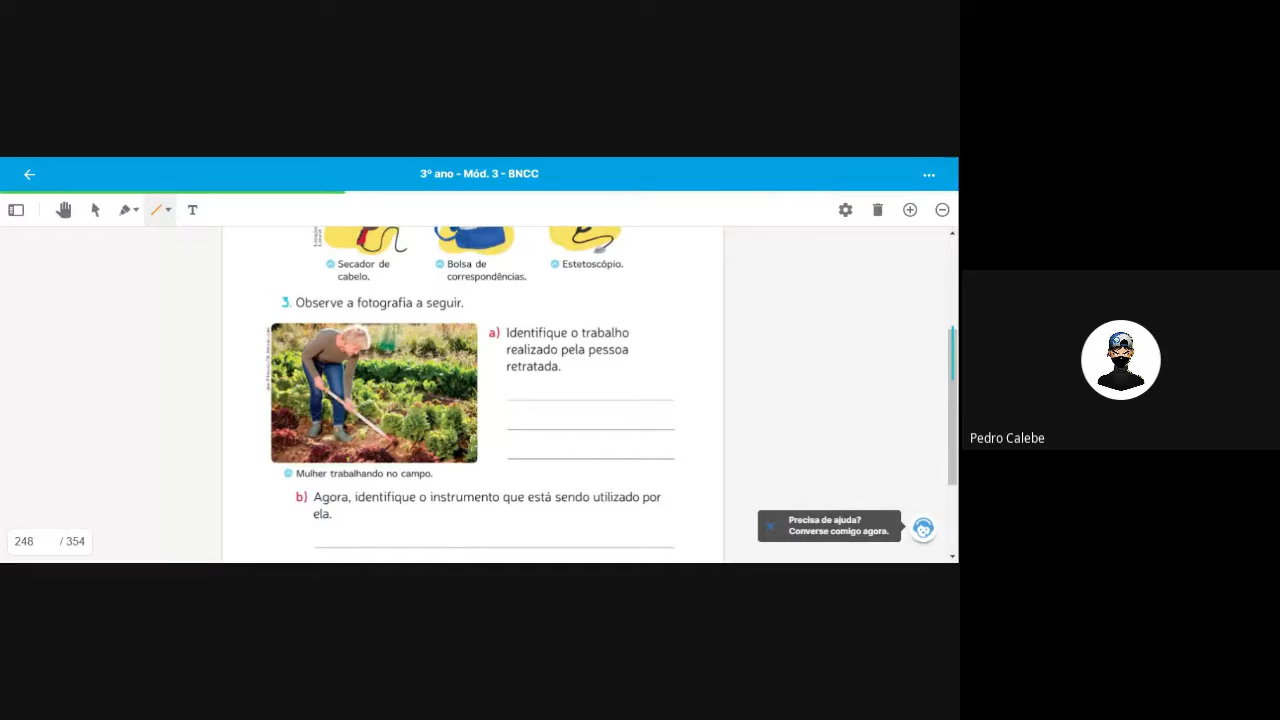 3º ano - Mód. 3 - BNCC
T
Secador de
cabelo.
Bolsa de
correspondências.
Estetoscópio.
3. Observe a fotografia a seguir.
a) Identifique o trabalho
realizado pela pessoa
retratada.
Mulher trabalhando no campo.
b) Agora, identifique o instrumento que está sendo utilizado por
ela.
Precisa de ajuda?
Converse comigo agora.
248 / 354
Pedro Calebe